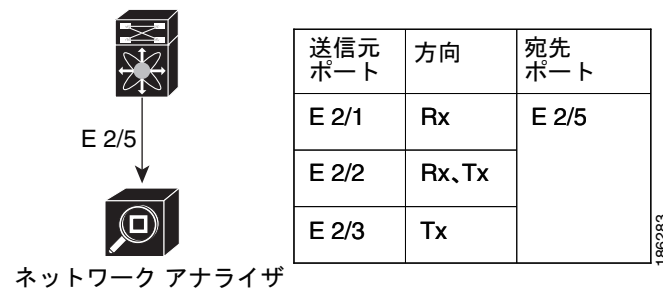 E 2/5
ネットワーク アナライザ
送信元
ポート
方向
宛先
ポート
E 2/1
Rx
E 2/5
E 2/2
Rx、Tx
E 2/3
Tx
186283